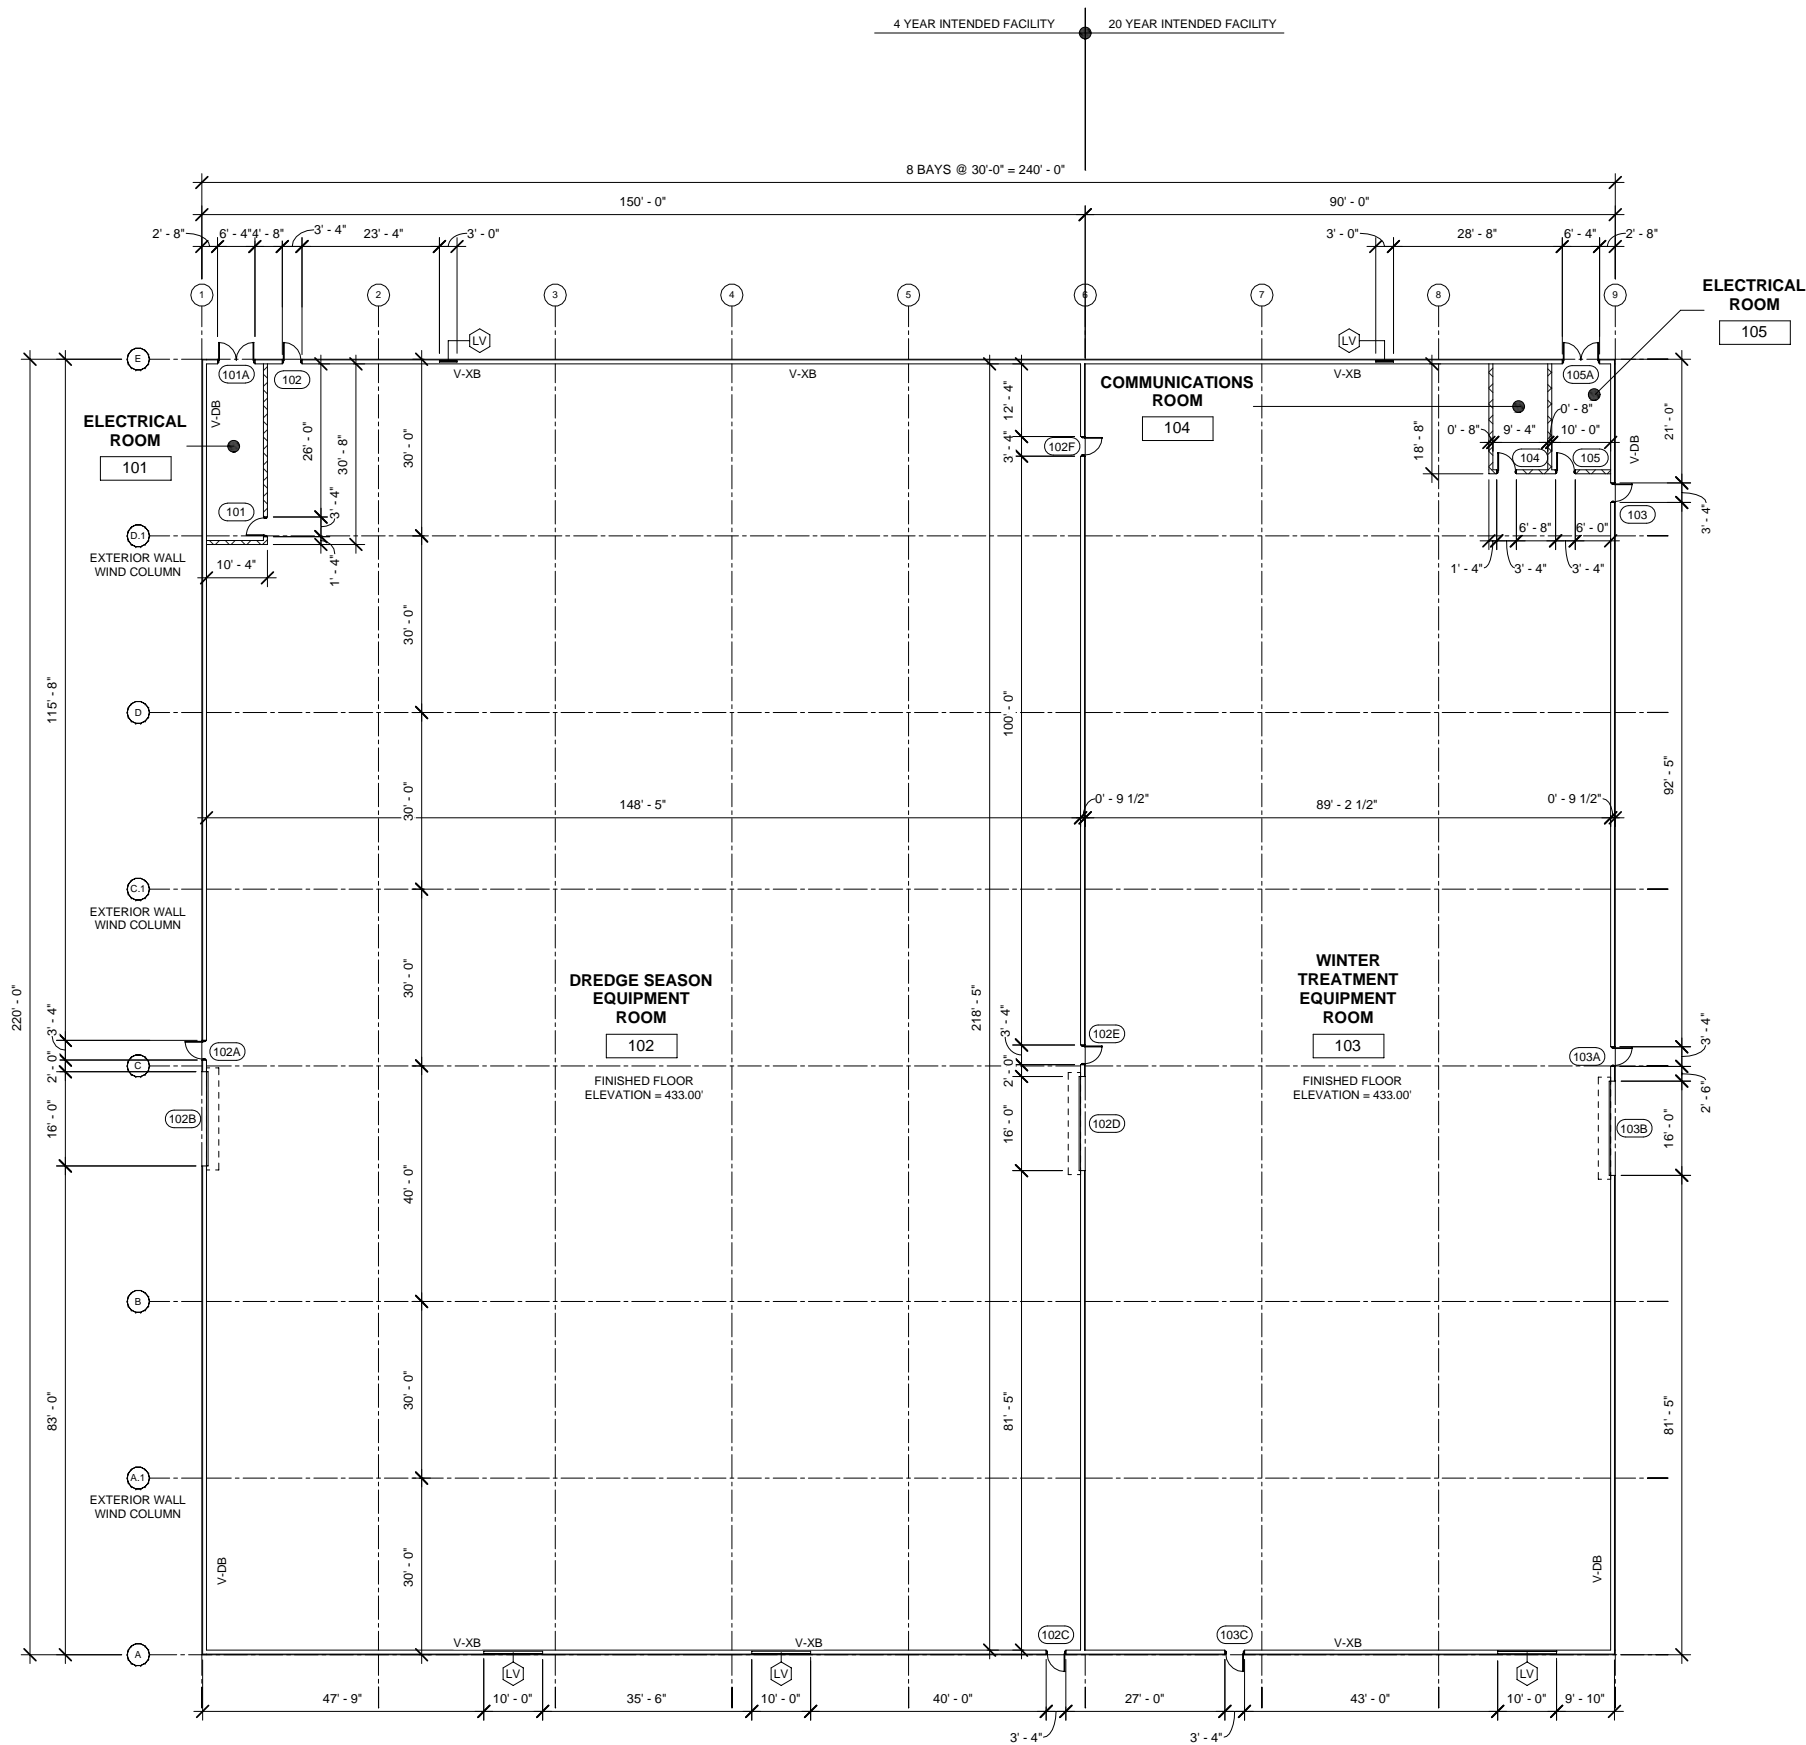 4 YEAR INTENDED FACILITY
20 YEAR INTENDED FACILITY
8 BAYS @ 30'-0" = 240' - 0"
150' - 0"
90' - 0"
2' - 8"
6' - 4"
4' - 8"
3' - 4"
23' - 4"
3' - 0"
3' - 0"
28' - 8"
6' - 4"
2' - 8"
1
2
3
4
5
6
7
8
9
ELECTRICAL
ROOM
105
E
LV
LV
101A
102
V-XB
V-XB
V-XB
105A
V-DB
ELECTRICAL
ROOM
101
26' - 0"
30' - 8"
30' - 0"
12' - 4"
3' - 4"
102F
COMMUNICATIONS
ROOM
104
18' - 8"
0' - 8"
0' - 8"
9' - 4"
10' - 0"
104
105
V-DB
21' - 0"
101
3' - 4"
103
3' - 4"
D.1
EXTERIOR WALL
WIND COLUMN
10' - 4"
1' - 4"
6' - 8"
6' - 0"
1' - 4"
3' - 4"
3' - 4"
30' - 0"
115' - 8"
D
100' - 0"
92' - 5"
30' - 0"
148' - 5"
0' - 9 1/2"
89' - 2 1/2"
0' - 9 1/2"
C.1
EXTERIOR WALL
WIND COLUMN
220' - 0"
30' - 0"
DREDGE SEASON
EQUIPMENT
ROOM
102
FINISHED FLOOR
ELEVATION = 433.00'
218' - 5"
WINTER
TREATMENT
EQUIPMENT
ROOM
103
FINISHED FLOOR
ELEVATION = 433.00'
3' - 4"
2' - 0"
16' - 0"
102A
C
102B
3' - 4"
2' - 0"
16' - 0"
102E
102D
103A
103B
3' - 4"
2' - 6"
16' - 0"
40' - 0"
B
83' - 0"
30' - 0"
81' - 5"
81' - 5"
A.1
EXTERIOR WALL
WIND COLUMN
V-DB
30' - 0"
V-DB
A
V-XB
V-XB
102C
103C
V-XB
LV
LV
LV
47' - 9"
10' - 0"
35' - 6"
10' - 0"
40' - 0"
3' - 4"
27' - 0"
3' - 4"
43' - 0"
10' - 0"
9' - 10"